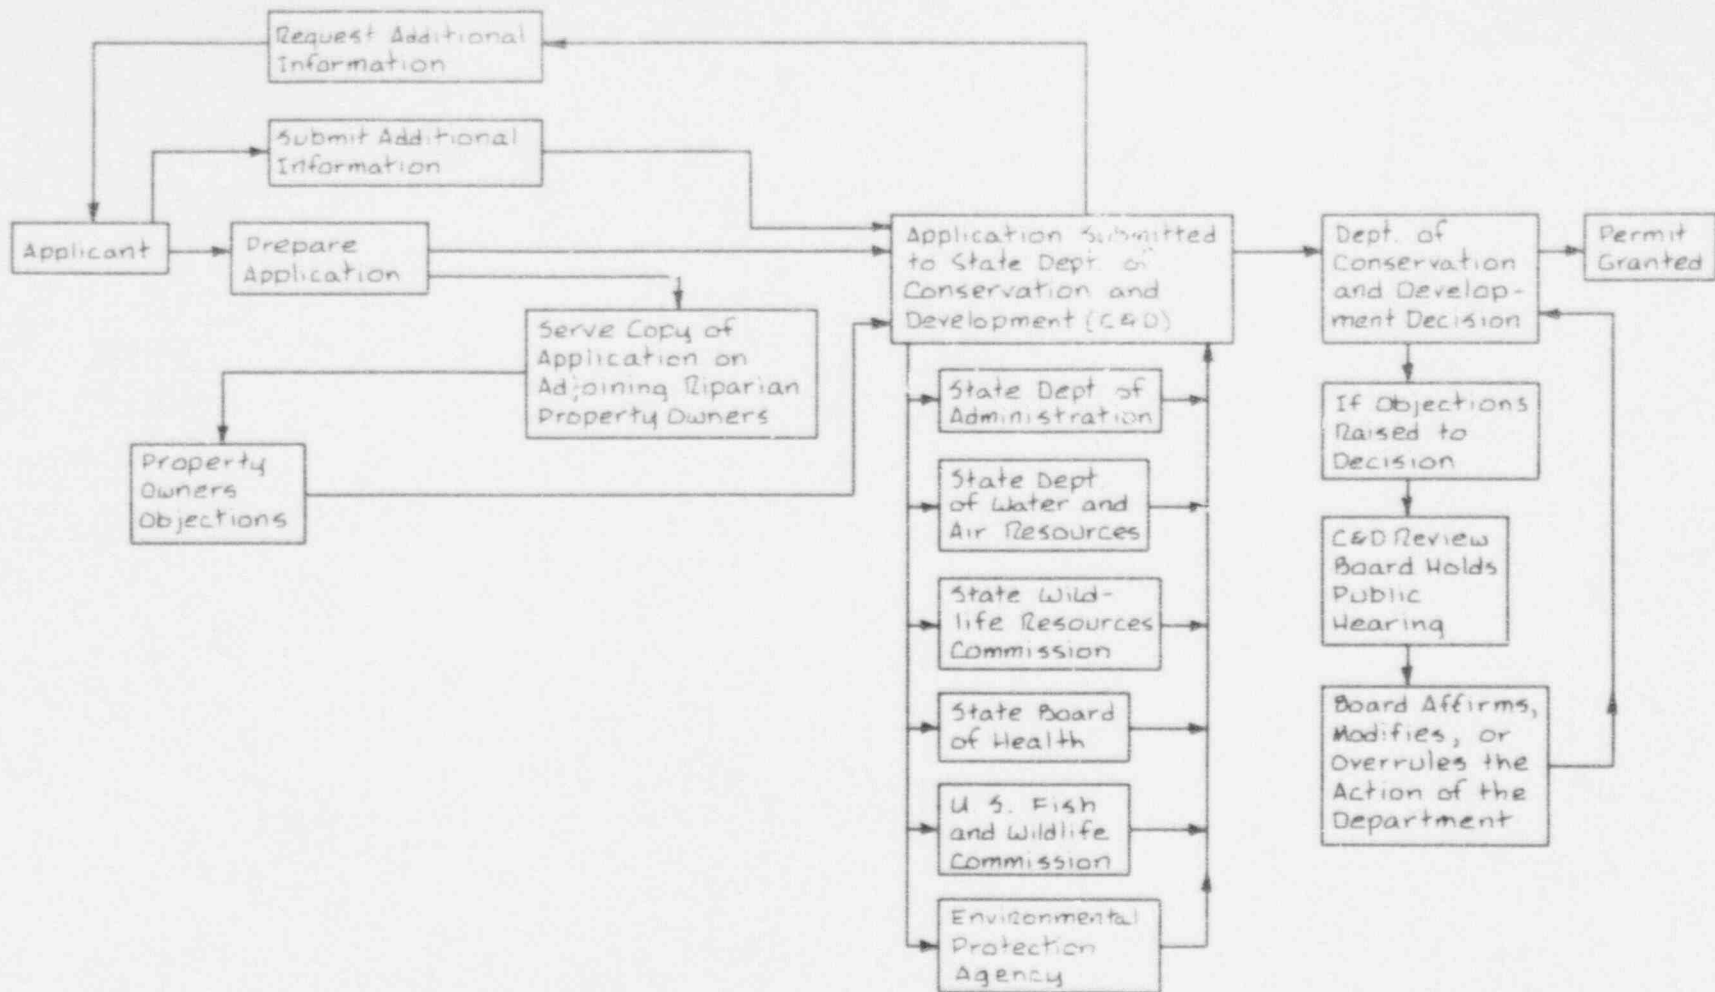 Request Additional
Information
Submit Additional
Information
Applicant
Prepare
Application
Serve Copy of
Application on
Adjoining Riparian
Property Owners
Property
Owners
Objections
Application Submitted
to State Dept. of
Conservation and
Development (C&D)
State Dept of
Administration
State Dept.
of Water and
Air Resources
State Wild-
life Resources
Commission
State Board
of Health
U. S. Fish
and Wildlife
Commission
Environmental
Protection
Agency
Dept. of
Conservation
and Develop-
ment Decision
If Objections
Raised to
Decision
C&D Review
Board Holds
Public
Hearing
Board Affirms,
Modifies, or
Overrules the
Action of the
Department
Permit
Granted